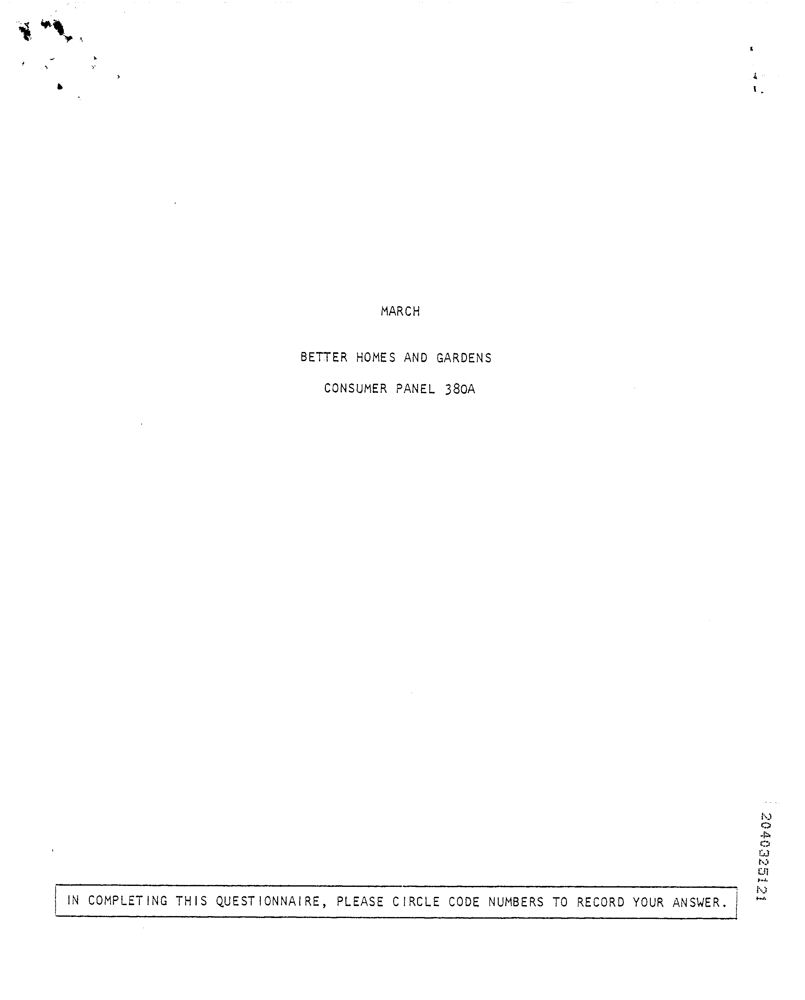 MARCH
BETTER HOMES AND GARDENS
CONSUMER PANEL 380A
IN COMPLETING THIS QUESTIONNAIRE, PLEASE CIRCLE CODE NUMBERS TO RECORD YOUR ANSWER.
2040325121